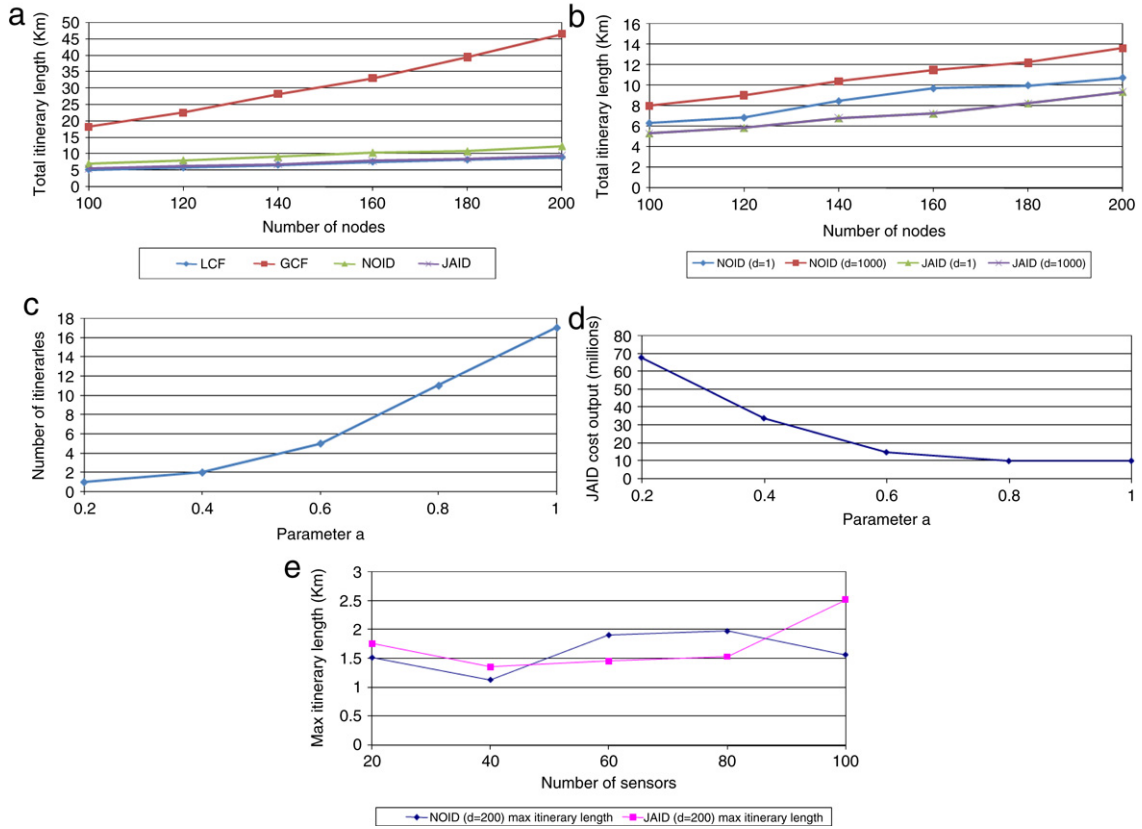 a
Total itinerary length (Km)
50
45
40
35
30
25
20
15
10
5
0
100 120 140 160 180 200
Number of nodes
LCF GCF NOID JAID
b
Total itinerary length (Km)
16
14
12
10
8
6
4
2
0
100 120 140 160 180 200
Number of nodes
NOID (d=1) NOID (d=1000) JAID (d=1) JAID (d=1000)
c
Number of itineraries
18
16
14
12
10
8
6
4
2
0
0.2 0.4 0.6 0.8 1
Parameter a
d
JAID cost output (millions)
80
70
60
50
40
30
20
10
0
0.2 0.4 0.6 0.8 1
Parameter a
e
Max itinerary length (Km)
3
2.5
2
1.5
1
0.5
0
20 40 60 80 100
Number of sensors
NOID (d=200) max itinerary length JAID (d=200) max itinerary length